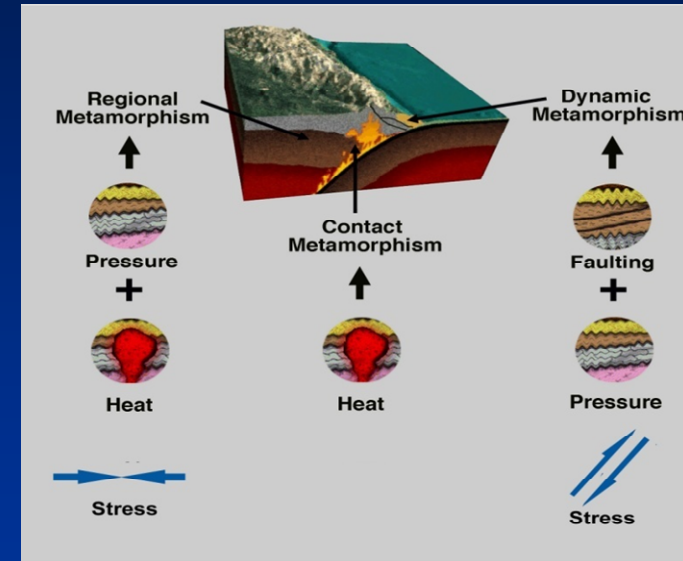 Regional
Metamorphism
Dynamic
Metamorphism
Contact
Metamorphism
Pressure
Faulting
+
+
Heat
Heat
Pressure
Stress
Stress